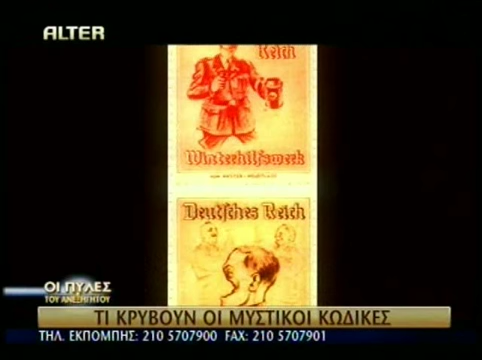 ALTER
Reich
Winterhilfswerk
Deutsches Reich
ΟΙ ΠΥΛΕΣ
ΤΟΥ ΑΝΕΞΗΓΗΤΟΥ
ΤΙ ΚΡΥΒΟΥΝ ΟΙ ΜΥΣΤΙΚΟΙ ΚΩΔΙΚΕΣ
ΤΗΛ. ΕΚΠΟΜΠΗΣ: 210 5707900 FAX: 210 5707901